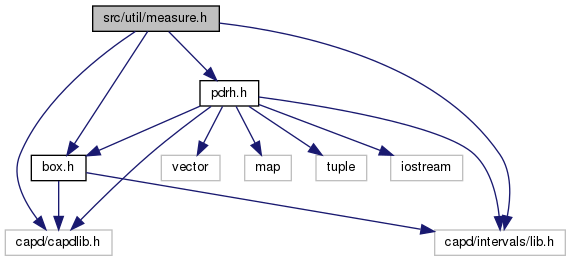 src/util/measure.h
pdrh.h
box.h
vector
map
tuple
iostream
capd/capdlib.h
capd/intervals/lib.h